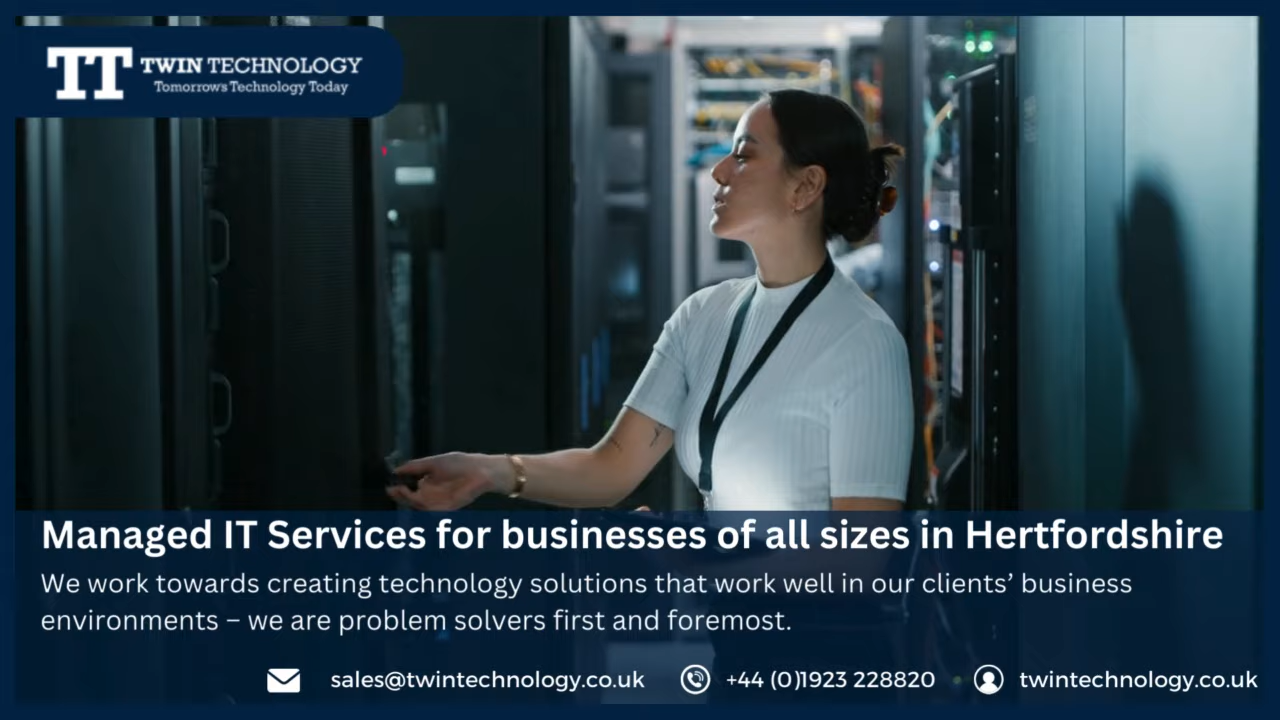 TT TWIN TECHNOLOGY
Tomorrow's Technology Today
Managed IT Services for businesses of all sizes in Hertfordshire
We work towards creating technology solutions that work well in our clients’ business
environments – we are problem solvers first and foremost.
sales@twintechnology.co.uk +44 (0)1923 228820 twintechnology.co.uk